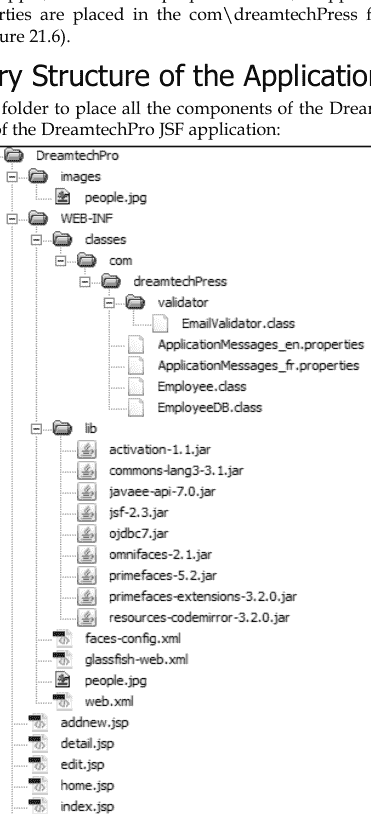 rties are placed in the com\dreamtechPress f
ure 21.6).
ry Structure of the Application
folder to place all the components of the Dream
of the DreamtechPro JSF application:
DreamtechPro
images
people.jpg
WEB-INF
classes
com
dreamtechPress
validator
EmailValidator.class
ApplicationMessages_en.properties
ApplicationMessages_fr.properties
Employee.class
EmployeeDB.class
lib
activation-1.1.jar
commons-lang3-3.1.jar
javaee-api-7.0.jar
jsf-2.3.jar
ojdbc7.jar
omnifaces-2.1.jar
primefaces-5.2.jar
primefaces-extensions-3.2.0.jar
resources-codemirror-3.2.0.jar
faces-config.xml
glassfish-web.xml
people.jpg
web.xml
addnew.jsp
detail.jsp
edit.jsp
home.jsp
index.jsp